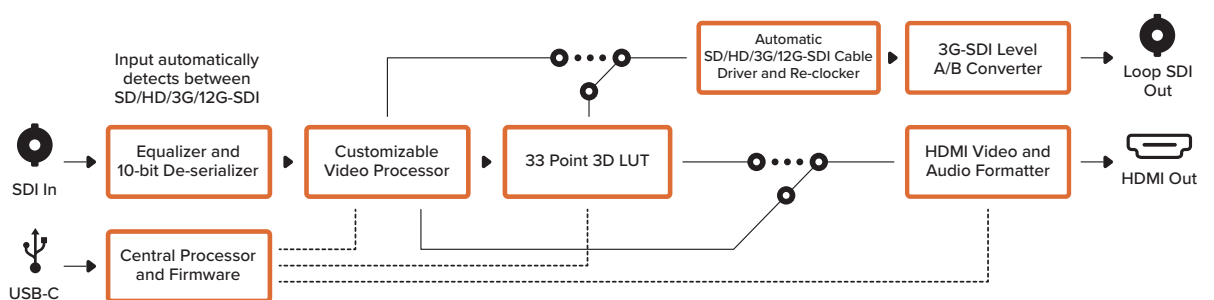 Input automatically
detects between
SD/HD/3G/12G-SDI
SDI In
Equalizer and
10-bit De-serializer
Customizable
Video Processor
33 Point 3D LUT
Automatic
SD/HD/3G/12G-SDI Cable
Driver and Re-clocker
3G-SDI Level
A/B Converter
Loop SDI
Out
HDMI Video and
Audio Formatter
HDMI Out
USB-C
Central Processor
and Firmware